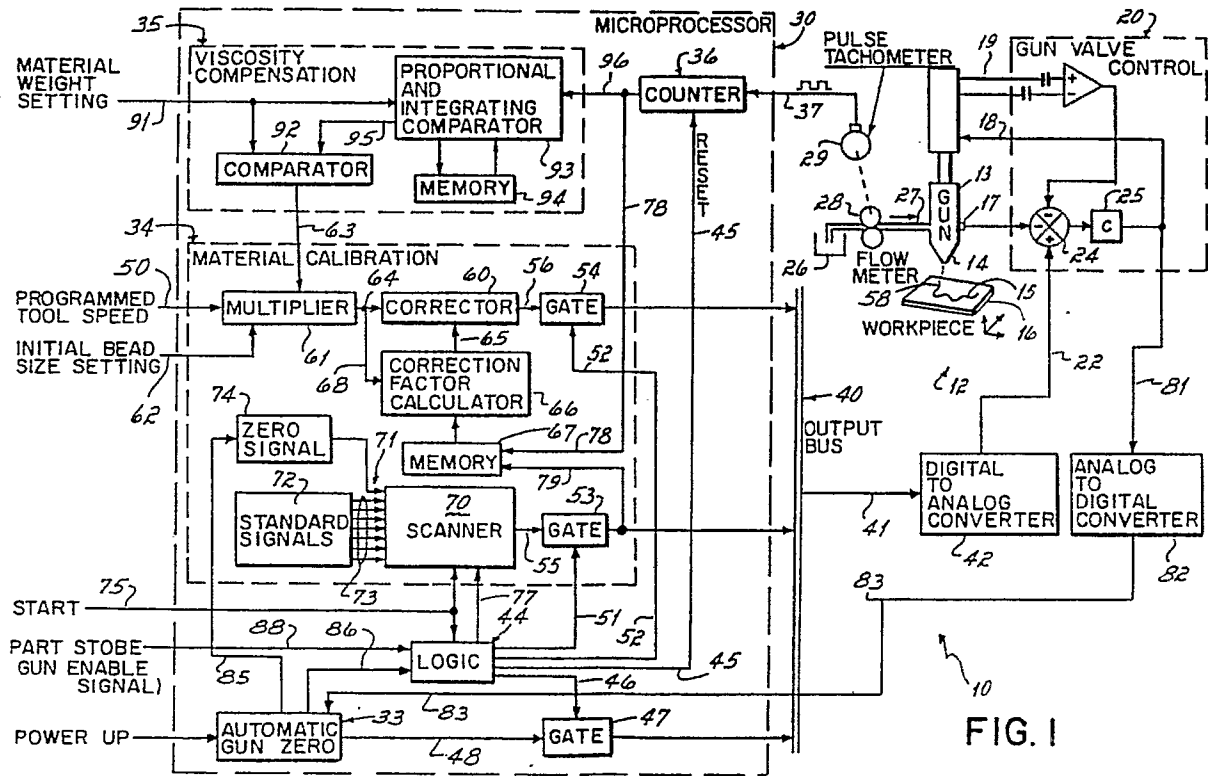 MICROPROCESSOR
30
35
VISCOSITY
COMPENSATION
MATERIAL
WEIGHT
SETTING
91
92
COMPARATOR
95
PROPORTIONAL
AND
INTEGRATING
COMPARATOR
93
MEMORY
94
96
36
COUNTER
37
RESET
45
78
63
PULSE
TACHOMETER
29
28
27
26
FLOW
METER
GUN
13
17
14
58
15
WORKPIECE
16
12
19
20
GUN VALVE
CONTROL
18
+
-
-
+
24
25
C
22
81
34
MATERIAL CALIBRATION
50
PROGRAMMED
TOOL SPEED
INITIAL BEAD
SIZE SETTING
62
MULTIPLIER
61
64
60
CORRECTOR
56
54
GATE
65
52
68
CORRECTION
FACTOR
CALCULATOR
66
67
MEMORY
78
79
74
ZERO
SIGNAL
71
72
STANDARD
SIGNALS
73
70
SCANNER
53
GATE
55
40
OUTPUT
BUS
41
DIGITAL
TO
ANALOG
CONVERTER
42
ANALOG
TO
DIGITAL
CONVERTER
82
83
START
75
77
44
51
52
PART STOBE
GUN ENABLE
SIGNAL)
88
86
LOGIC
45
46
85
83
33
POWER UP
AUTOMATIC
GUN ZERO
48
GATE
47
10
FIG. 1